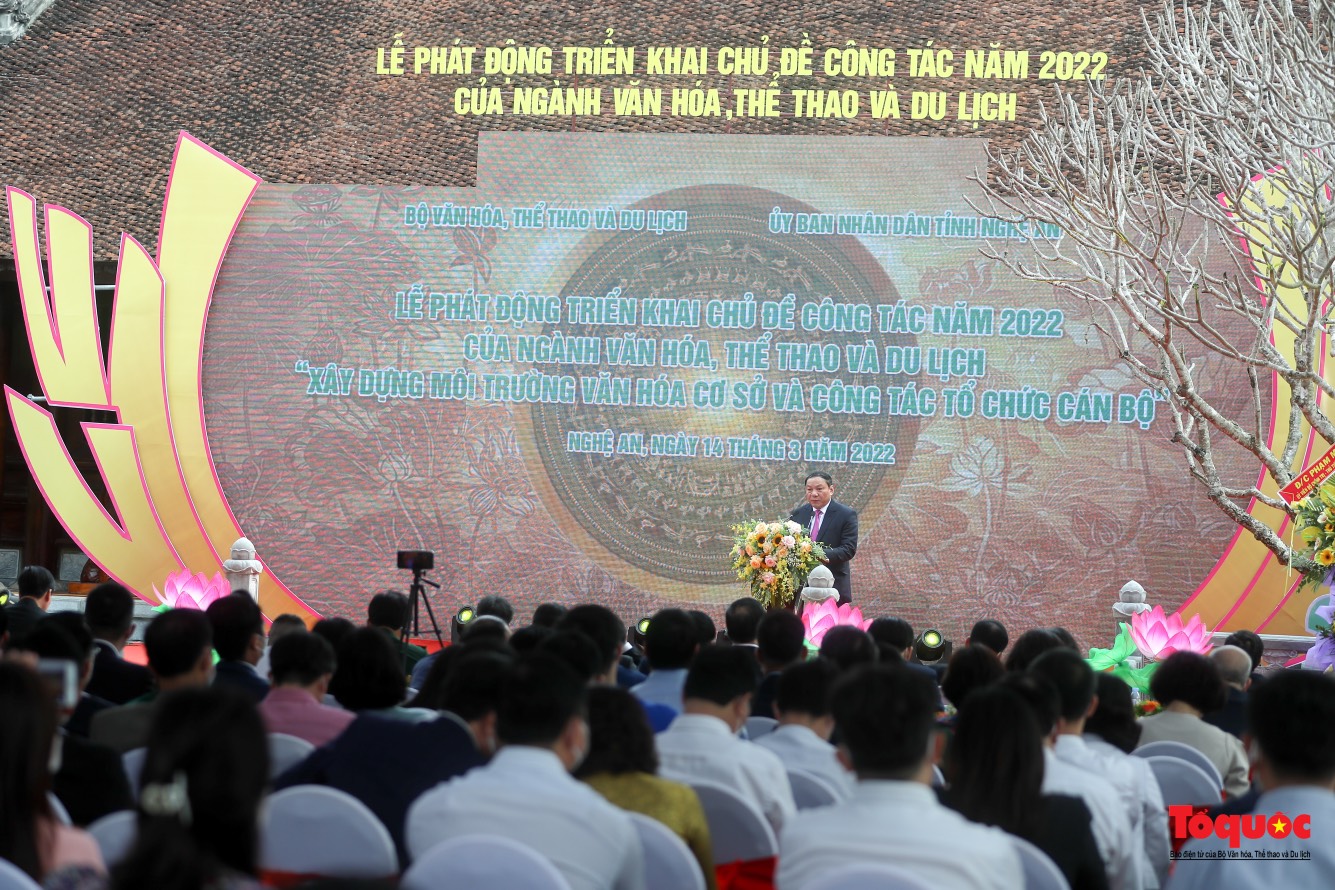 LỄ PHÁT ĐỘNG TRIỂN KHAI CHỦ ĐỀ CÔNG TÁC NĂM 2022
CỦA NGÀNH VĂN HÓA,THỂ THAO VÀ DU LỊCH
BỘ VĂN HÓA, THỂ THAO VÀ DU LỊCH
ỦY BAN NHÂN DÂN TỈNH NGHỆ AN
LỄ PHÁT ĐỘNG TRIỂN KHAI CHỦ ĐỀ CÔNG TÁC NĂM 2022
CỦA NGÀNH VĂN HÓA, THỂ THAO VÀ DU LỊCH
"XÂY DỰNG MÔI TRƯỜNG VĂN HÓA CƠ SỞ VÀ CÔNG TÁC TỔ CHỨC CÁN BỘ"
NGHỆ AN, NGÀY 14 THÁNG 3 NĂM 2022
Đ/C PHẠM
Tổquốc
Báo điện tử của Bộ Văn hóa, Thể thao và Du lịch